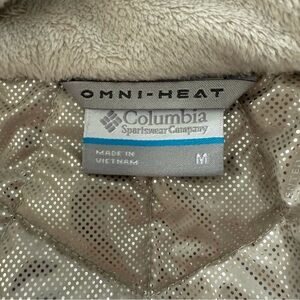 OMNI-HEAT
Columbia
Sportswear Company
MADE IN
VIETNAM
M